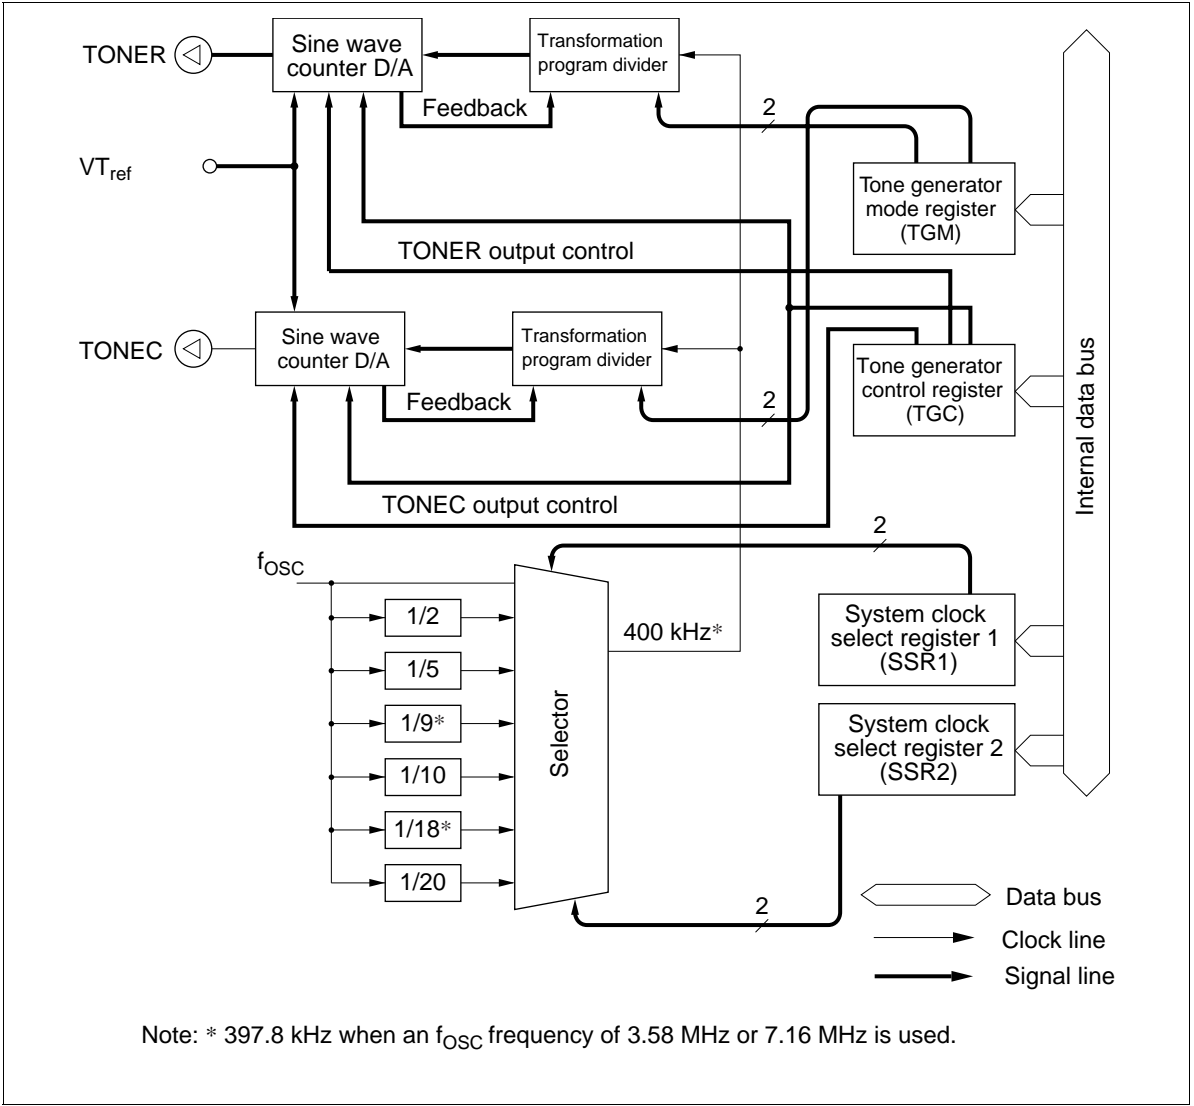 TONER
Sine wave
counter D/A
Transformation
program divider
Feedback
2
VTref
Tone generator
mode register
(TGM)
TONER output control
TONEC
Sine wave
counter D/A
Transformation
program divider
Feedback
2
Tone generator
control register
(TGC)
Internal data bus
TONEC output control
2
fOSC
1/2
1/5
1/9*
1/10
1/18*
1/20
Selector
400 kHz*
System clock
select register 1
(SSR1)
System clock
select register 2
(SSR2)
2
Data bus
Clock line
Signal line
Note: * 397.8 kHz when an fOSC frequency of 3.58 MHz or 7.16 MHz is used.